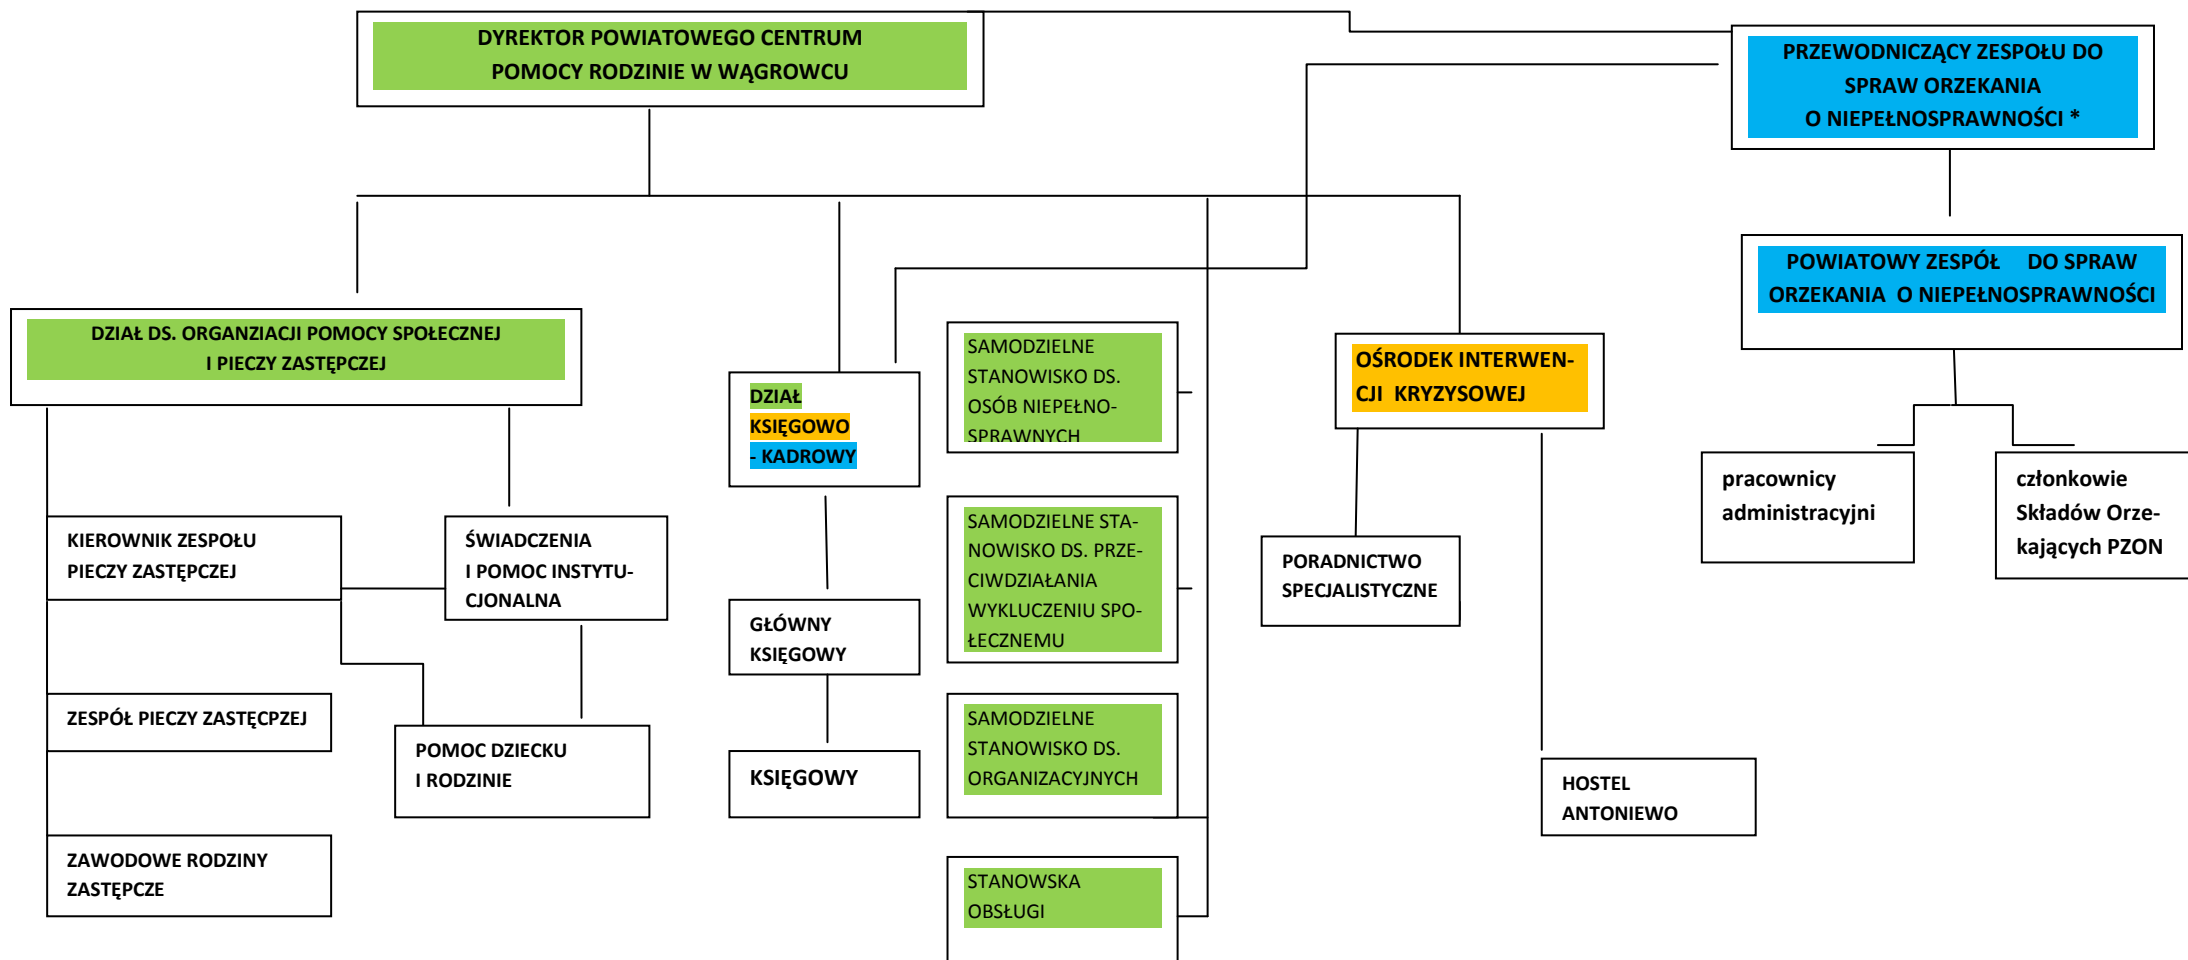 DYREKTOR POWIATOWEGO CENTRUM
POMOCY RODZINIE W WĄGROWCU
PRZEWODNICZĄCY ZESPOŁU DO
SPRAW ORZEKANIA
O NIEPEŁNOSPRAWNOŚCI *
POWIATOWY ZESPÓŁ DO SPRAW
ORZEKANIA O NIEPEŁNOSPRAWNOŚCI
DZIAŁ DS. ORGANZIACJI POMOCY SPOŁECZNEJ
I PIECZY ZASTĘPCZEJ
DZIAŁ
KSIĘGOWO
- KADROWY
SAMODZIELNE
STANOWISKO DS.
OSÓB NIEPEŁNO-
SPRAWNYCH
OŚRODEK INTERWEN-
CJI KRYZYSOWEJ
pracownicy
administracyjni
członkowie
Składów Orze-
kających PZON
KIEROWNIK ZESPOŁU
PIECZY ZASTĘPCZEJ
ŚWIADCZENIA
I POMOC INSTYTU-
CJONALNA
GŁÓWNY
KSIĘGOWY
SAMODZIELNE STA-
NOWISKO DS. PRZE-
CIWDZIAŁANIA
WYKLUCZENIU SPO-
ŁECZNEMU
PORADNICTWO
SPECJALISTYCZNE
ZESPÓŁ PIECZY ZASTĘCPZEJ
POMOC DZIECKU
I RODZINIE
KSIĘGOWY
SAMODZIELNE
STANOWISKO DS.
ORGANIZACYJNYCH
HOSTEL
ANTONIEWO
ZAWODOWE RODZINY
ZASTĘPCZE
STANOWSKA
OBSŁUGI